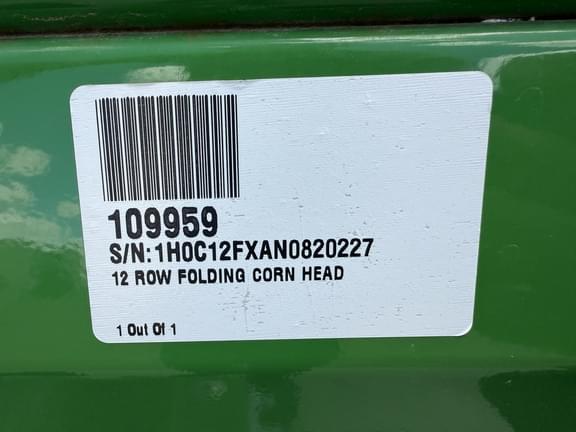 109959
S/N:1H0C12FXAN0820227
12 ROW FOLDING CORN HEAD
1 Out Of 1